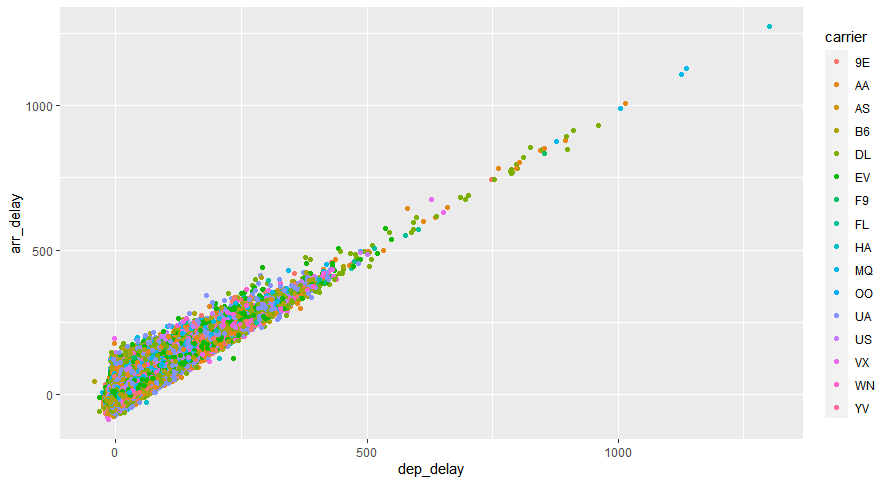 carrier
9E
AA
AS
B6
DL
EV
F9
FL
HA
MQ
OO
UA
US
VX
WN
YV
arr_delay
1000
500
0
0
500
1000
dep_delay